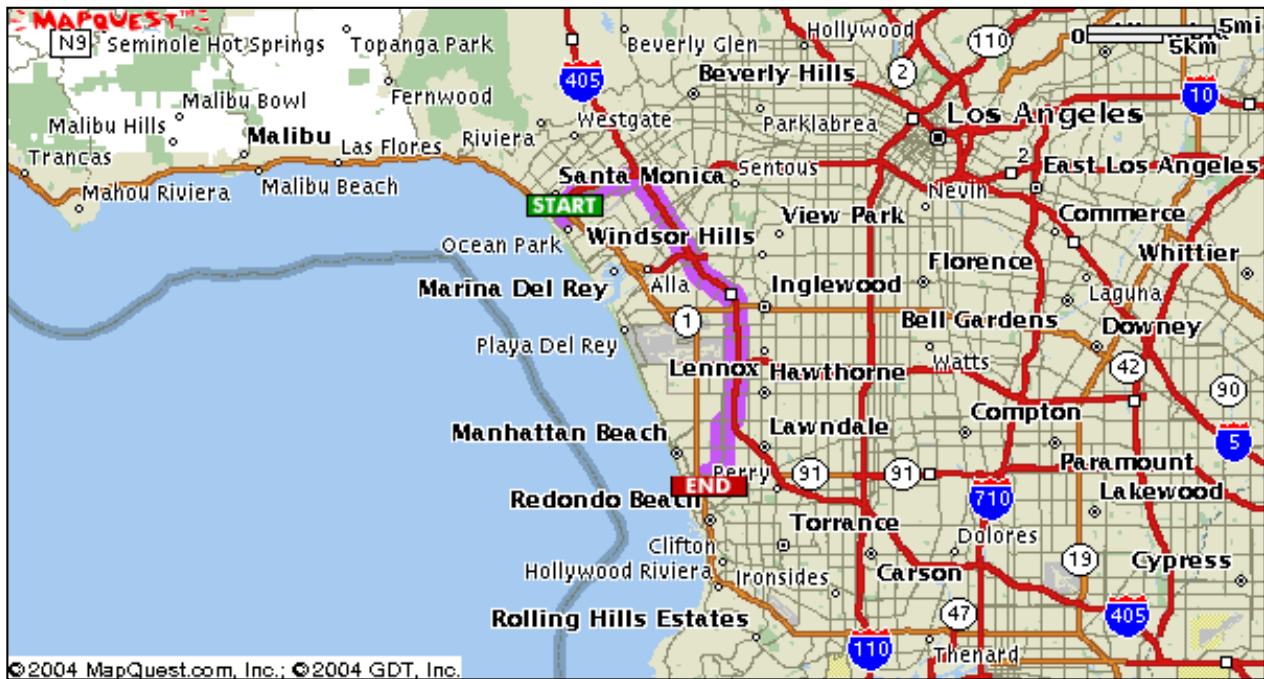 MAPQUEST
N9
Seminole Hot Springs
Topanga Park
Beverly Glen
Hollywood
110
0
5mi
5km
405
Beverly Hills
2
10
Malibu Bowl
Fernwood
Malibu Hills
Malibu
Riviera
Westgate
Parklabrea
Los Angeles
Trancas
Las Flores
Santa Monica
Sentous
2
East Los Angeles
Mahou Riviera
Malibu Beach
START
Nevin
View Park
Commerce
Ocean Park
Windsor Hills
Whittier
Florence
Marina Del Rey
Alla
Inglewood
Laguna
1
Bell Gardens
Downey
Playa Del Rey
Watts
Lennox
Hawthorne
42
90
Compton
Manhattan Beach
Lawndale
5
Perry
91
91
Paramount
END
710
Lakewood
Redondo Beach
Torrance
Clifton
Dolores
Hollywood Riviera
Ironsides
Carson
19
Cypress
Rolling Hills Estates
47
405
110
Thenard
©2004 MapQuest.com, Inc.; ©2004 GDT, Inc.